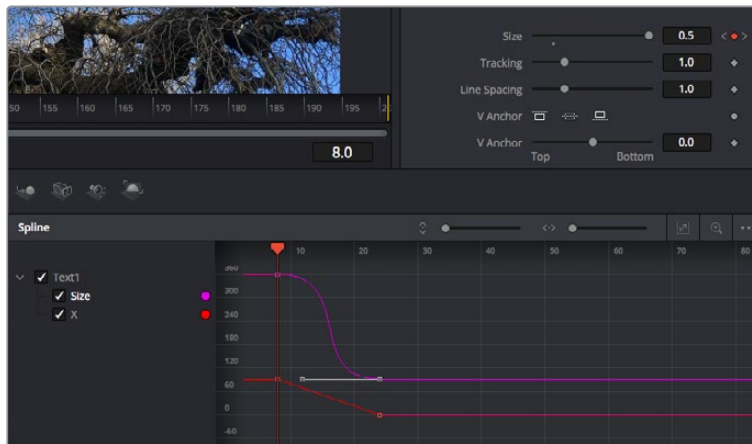 Size 0.5 < >
Tracking 1.0
Line Spacing 1.0
V Anchor
V Anchor 0.0
Top Bottom
50 155 160 165 170 175 180 185 190 195
8.0
Spline
10 20 30 40 50 60 70 80
Text1
Size
X
360
300
240
180
120
60
0
-60